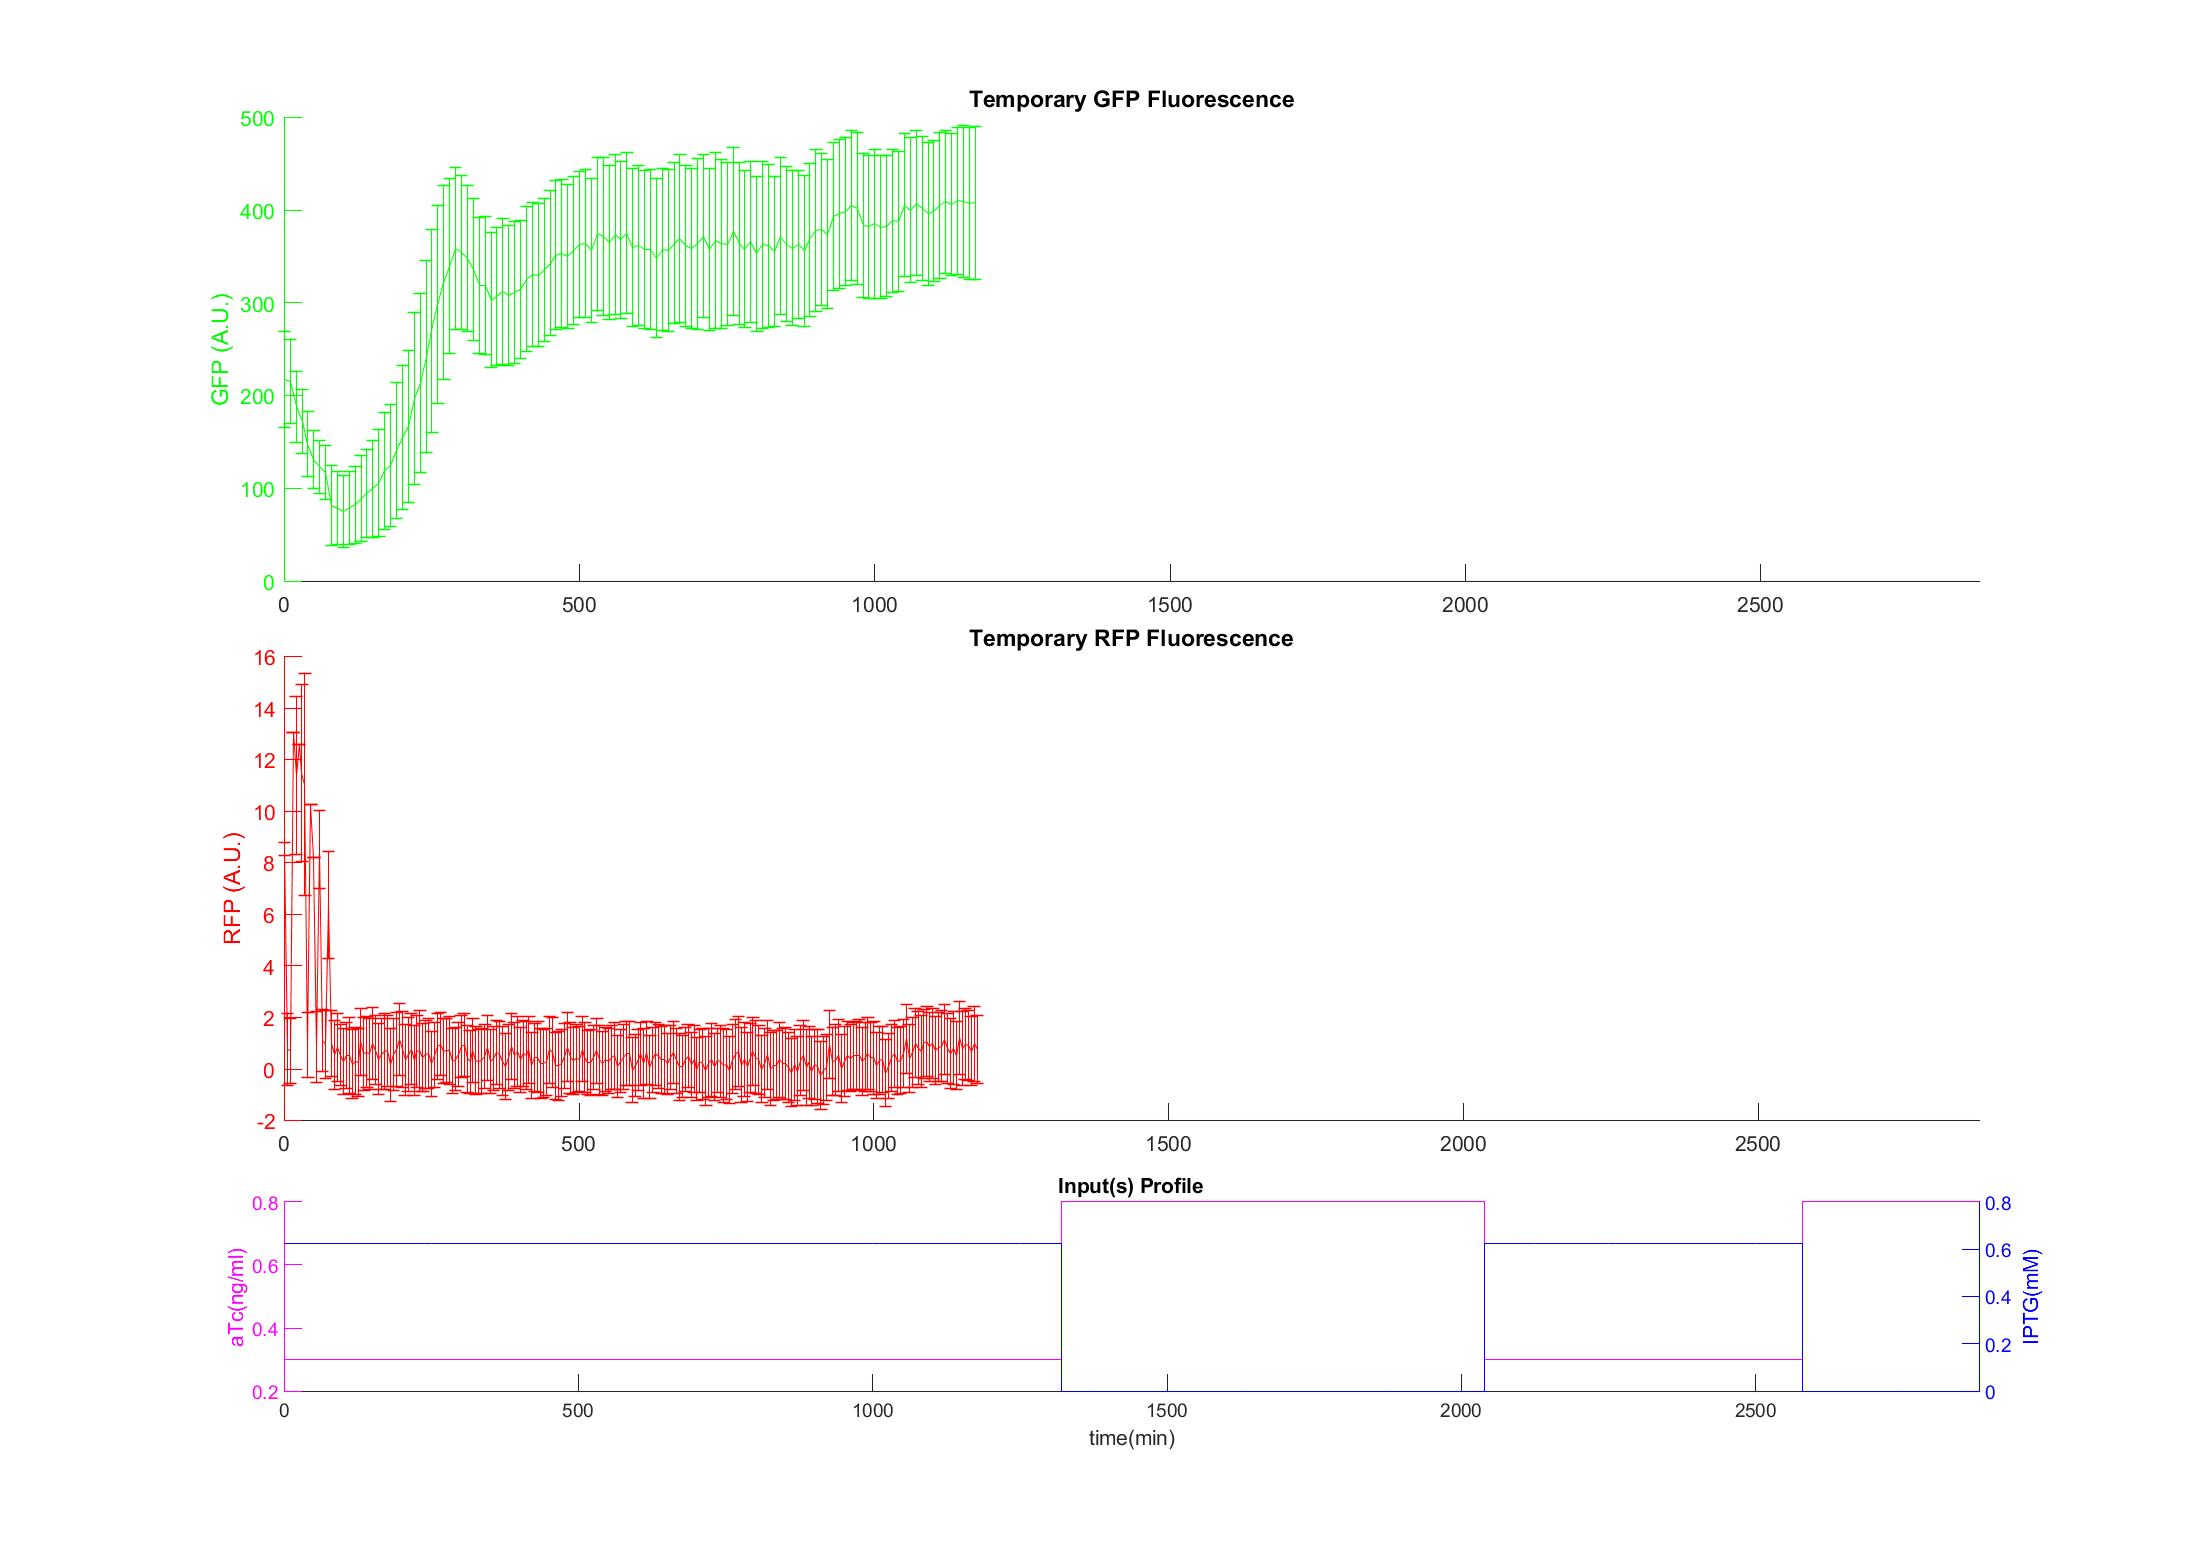 Temporary GFP Fluorescence
500
400
300
200
100
0
GFP (A.U.)
0 500 1000 1500 2000 2500
Temporary RFP Fluorescence
16
14
12
10
8
6
4
2
0
-2
RFP (A.U.)
0 500 1000 1500 2000 2500
Input(s) Profile
0.8
0.6
0.4
0.2
aTc(ng/ml)
0.8
0.6
0.4
0.2
0
IPTG(mM)
0 500 1000 1500 2000 2500
time(min)